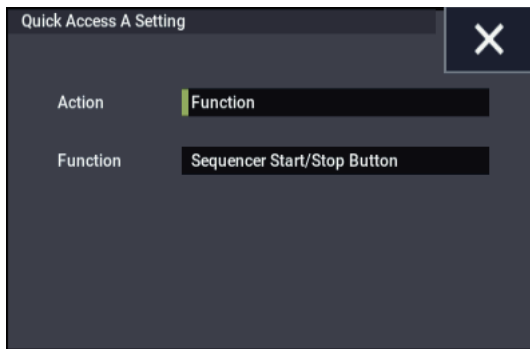 Quick Access A Setting
Action Function
Function Sequencer Start/Stop Button